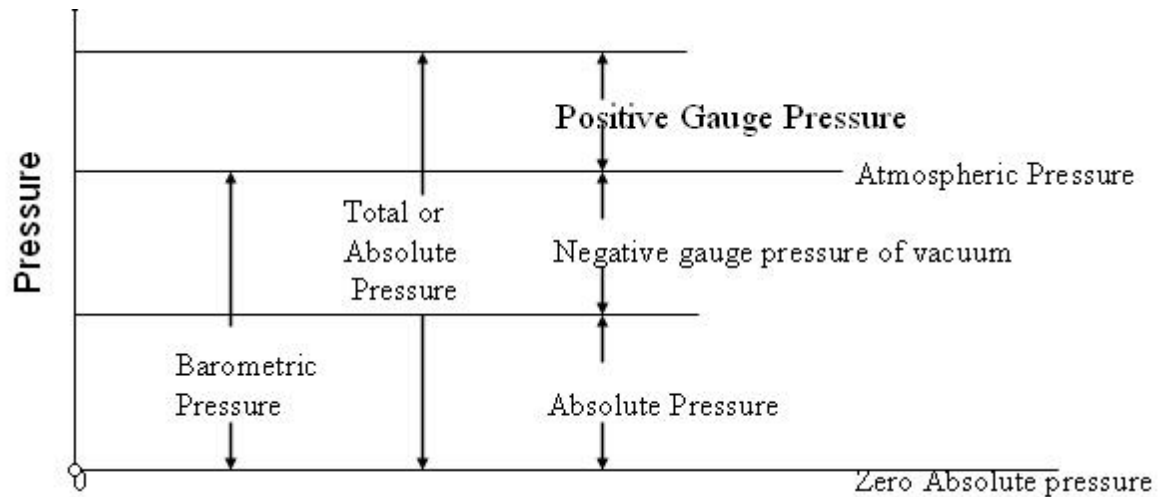 Positive Gauge Pressure
Atmospheric Pressure
Pressure
Total or
Absolute
Pressure
Negative gauge pressure of vacuum
Barometric
Pressure
Absolute Pressure
0
Zero Absolute pressure